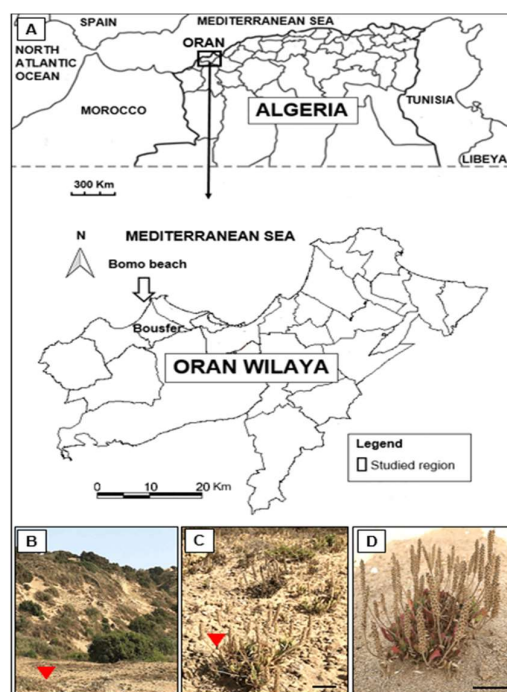 A
SPAIN
MEDITERRANEAN SEA
ORAN
NORTH
ATLANTIC
OCEAN
MOROCCO
ALGERIA
TUNISIA
LIBEYA
300 Km
N
MEDITERRANEAN SEA
Bomo beach
Bousfer
ORAN WILAYA
Legend
Studied region
0 10 20 Km
B
C
D